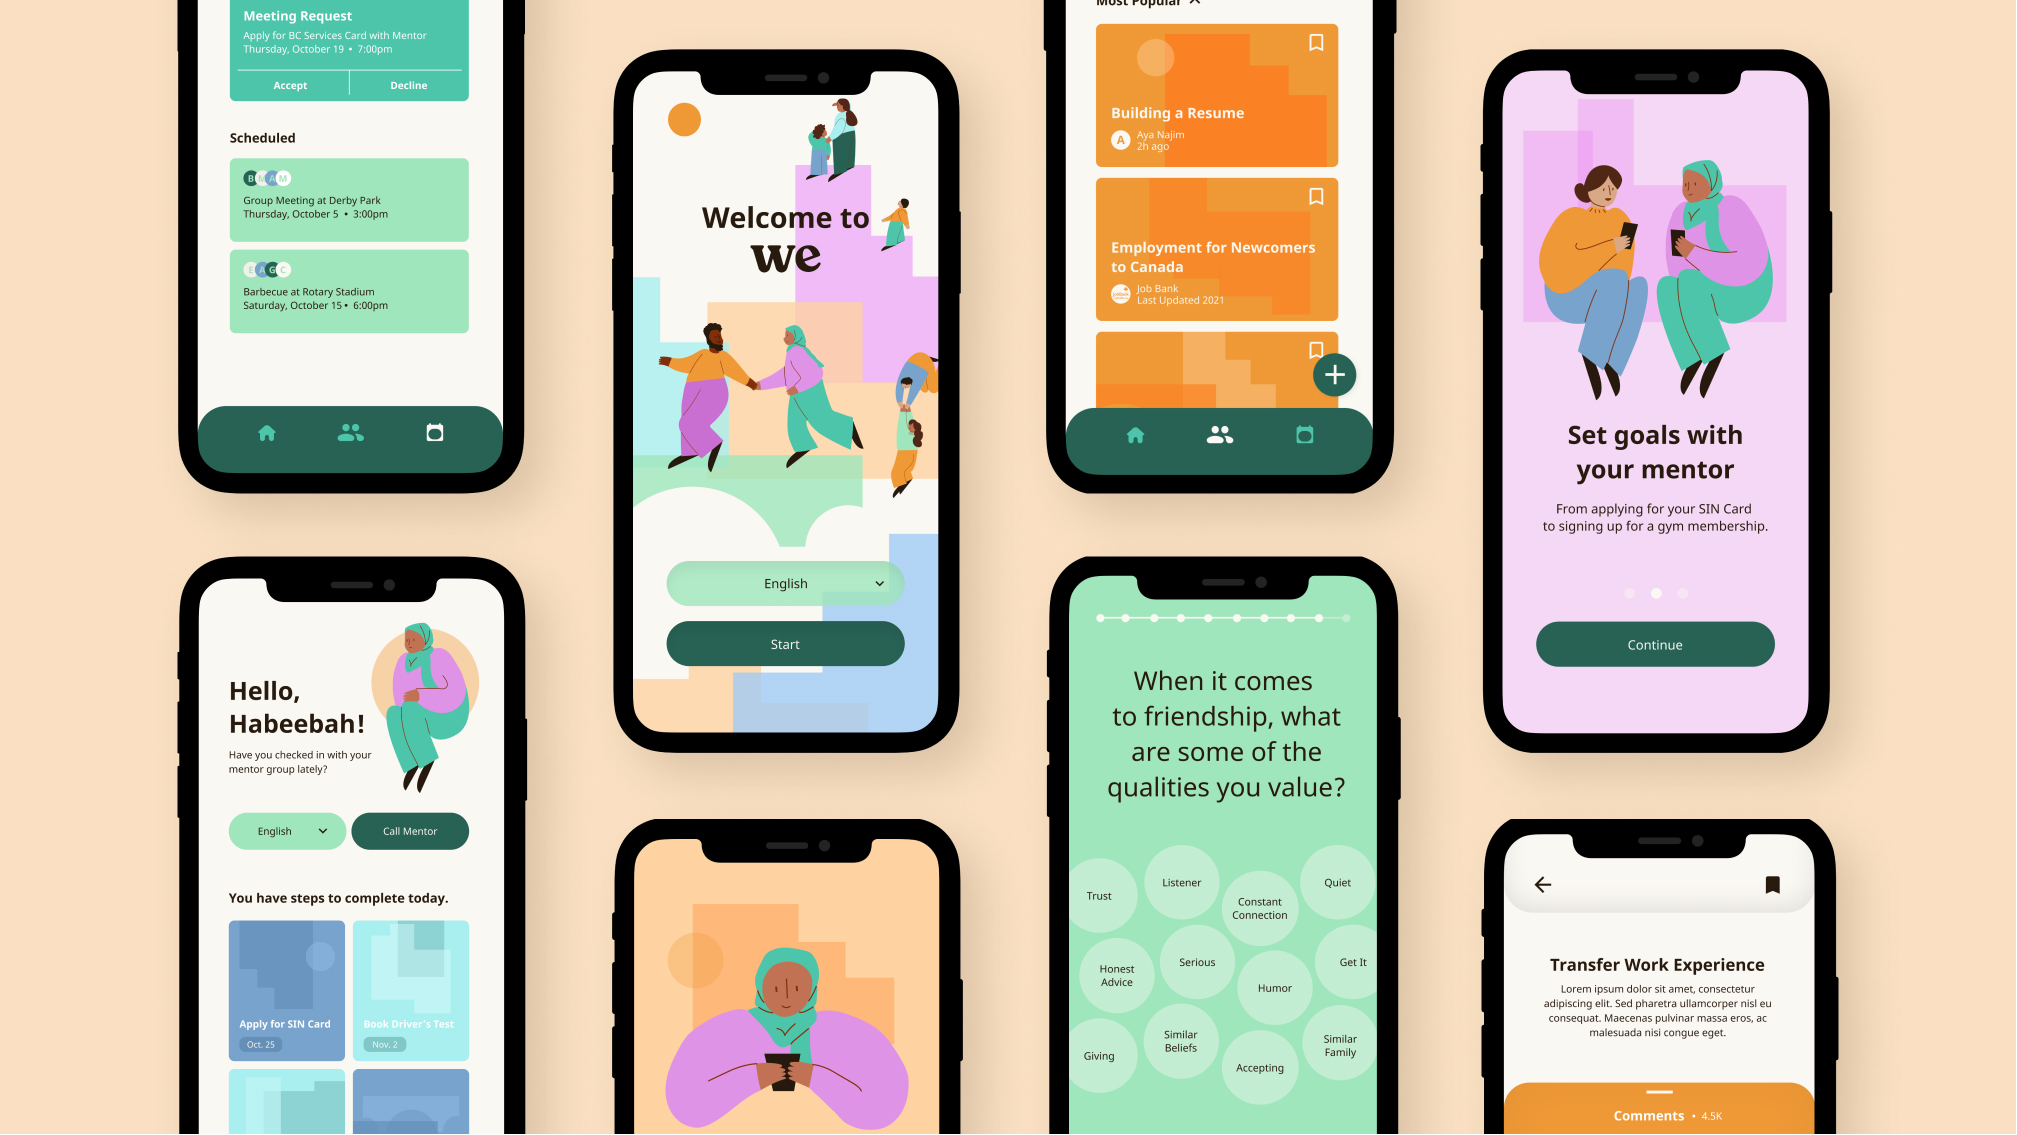 Meeting Request
Apply for BC Services Card with Mentor
Thursday, October 19 • 7:00pm
Accept
Decline
Scheduled
B M A M
Group Meeting at Derby Park
Thursday, October 5 • 3:00pm
E A G C
Barbecue at Rotary Stadium
Saturday, October 15 • 6:00pm
Hello,
Habeebah!
Have you checked in with your
mentor group lately?
English
Call Mentor
You have steps to complete today.
Apply for SIN Card
Oct. 25
Book Driver's Test
Nov. 2
Welcome to
we
English
Start
Most Popular
Building a Resume
A
Aya Najim
2h ago
Employment for Newcomers
to Canada
Job Bank
Last Updated 2021
When it comes
to friendship, what
are some of the
qualities you value?
Trust
Listener
Constant
Connection
Quiet
Honest
Advice
Serious
Humor
Get It
Giving
Similar
Beliefs
Accepting
Similar
Family
Set goals with
your mentor
From applying for your SIN Card
to signing up for a gym membership.
Continue
Transfer Work Experience
Lorem ipsum dolor sit amet, consectetur
adipiscing elit. Sed pharetra ullamcorper nisl eu
consequat. Maecenas pulvinar massa eros, ac
malesuada nisi congue eget.
Comments • 4.5K